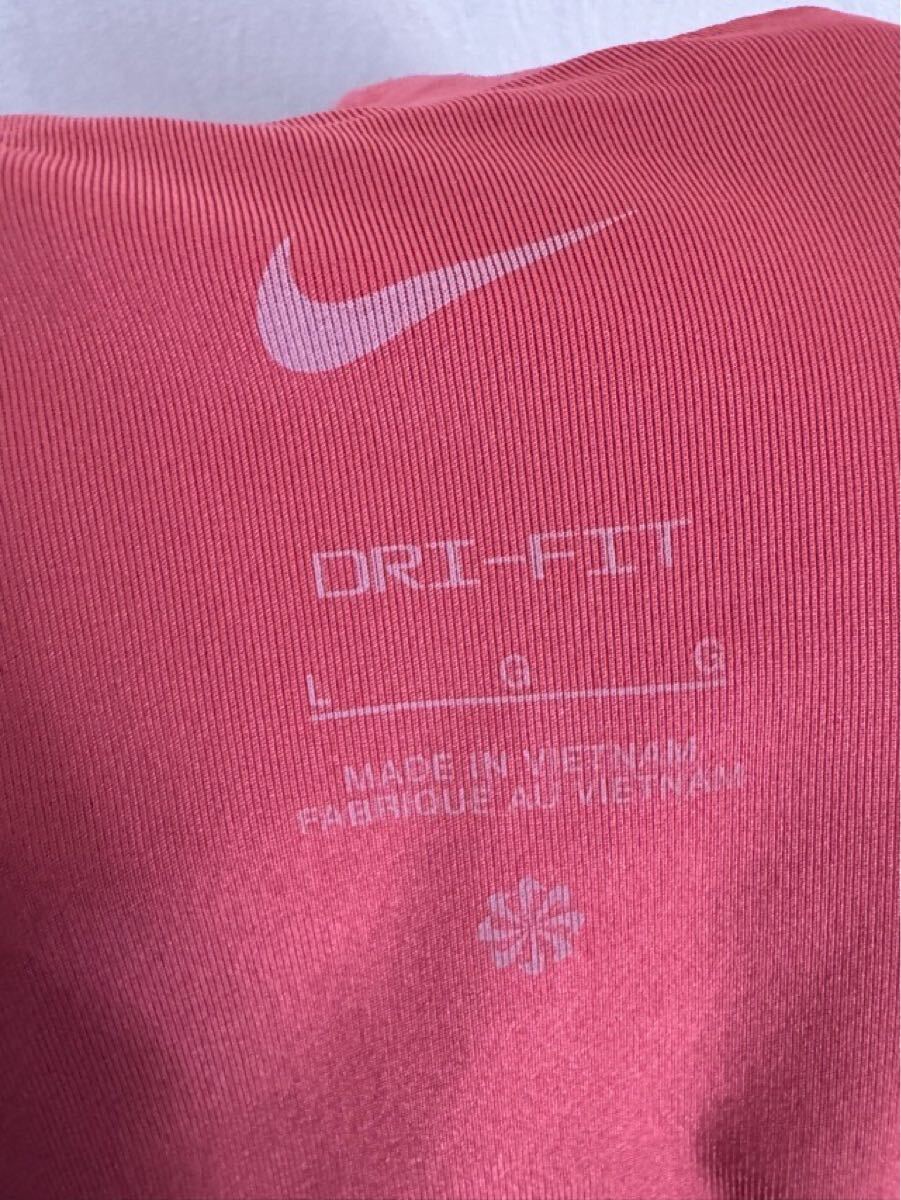 DRI-FIT
L G G
MADE IN VIETNAM
FABRIQUE AU VIETNAM